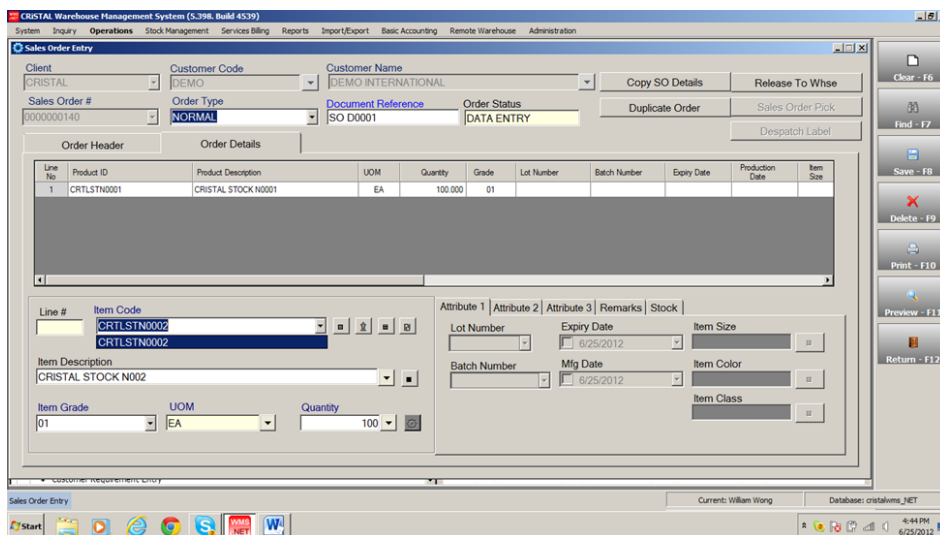 CRiSTAL Warehouse Management System (5.398. Build 4539)
System Inquiry Operations Stock Management Services Billing Reports Import/Export Basic Accounting Remote Warehouse Administration
Sales Order Entry
Client Customer Code Customer Name
CRISTAL DEMO DEMO INTERNATIONAL
Copy SO Details Release To Whse
Sales Order # Order Type Document Reference Order Status
0000000140 NORMAL SO D0001 DATA ENTRY
Duplicate Order Sales Order Pick
Despatch Label
Order Header Order Details
Line No Product ID Product Description UOM Quantity Grade Lot Number Batch Number Expiry Date Production Date Item Size
1 CRTLSTN0001 CRISTAL STOCK N0001 EA 100.000 01
Line # Item Code
CRTLSTN0002
CRTLSTN0002
Item Description
CRISTAL STOCK N002
Item Grade UOM Quantity
01 EA 100
Attribute 1 Attribute 2 Attribute 3 Remarks Stock
Lot Number Expiry Date Item Size
6/25/2012
Batch Number Mfg Date Item Color
6/25/2012
Item Class
Clear - F6
Find - F7
Save - F8
Delete - F9
Print - F10
Preview - F11
Return - F12
Customer Requirement Entry
Sales Order Entry Current: William Wong Database: cristalwms_NET
Start WMS .NET W 4:44 PM
6/25/2012